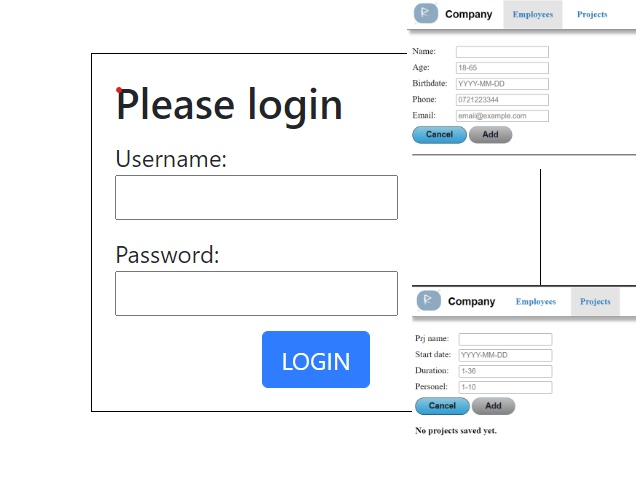 Please login
Username:
Password:
LOGIN
Company Employees Projects
Name:
Age: 18-65
Birthdate: YYYY-MM-DD
Phone: 0721223344
Email: email@example.com
Cancel Add
Company Employees Projects
Prj name:
Start date: YYYY-MM-DD
Duration: 1-36
Personel: 1-10
Cancel Add
No projects saved yet.